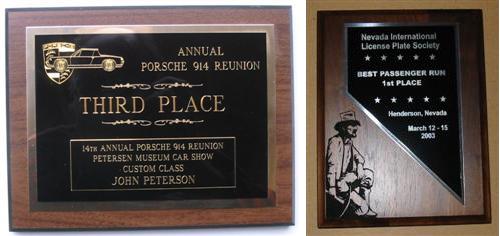 ANNUAL
PORSCHE 914 REUNION
THIRD PLACE
14TH ANNUAL PORSCHE 914 REUNION
PETERSEN MUSEUM CAR SHOW
CUSTOM CLASS
JOHN PETERSON
Nevada International
License Plate Society
BEST PASSENGER RUN
1st PLACE
Henderson, Nevada
March 12 - 15
2003